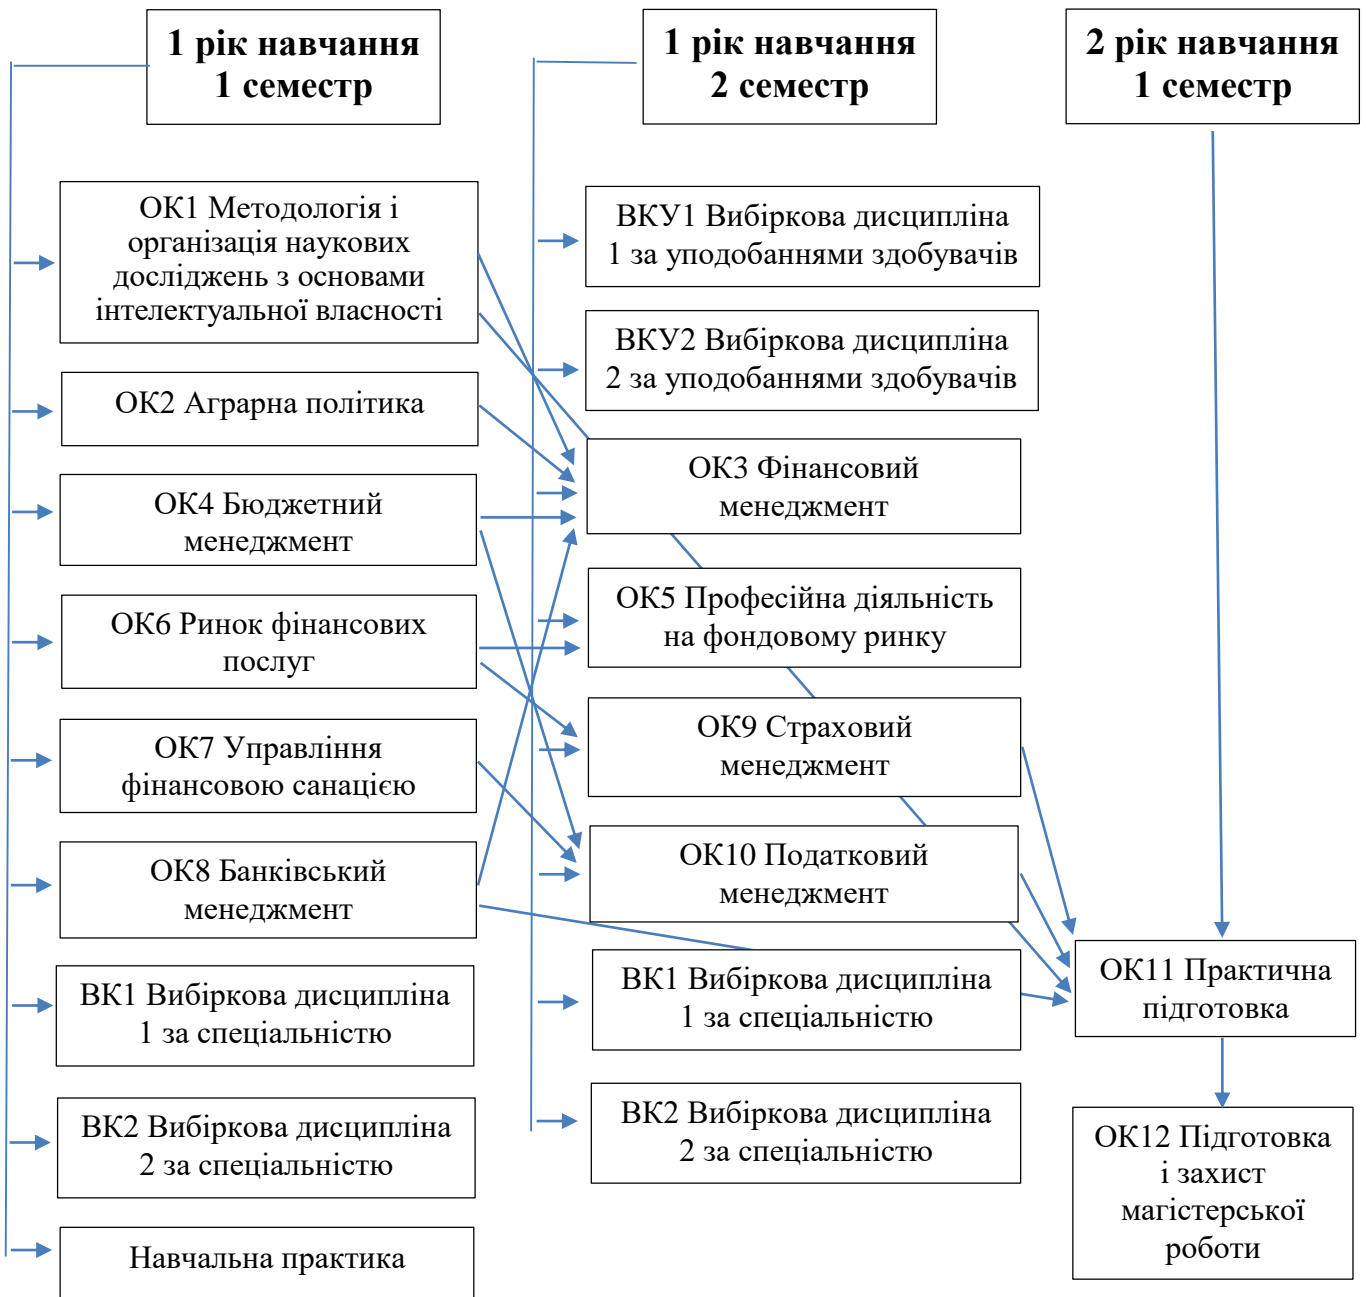 1 рік навчання
1 семестр
ОК1 Методологія і
організація наукових
досліджень з основами
інтелектуальної власності
ОК2 Аграрна політика
ОК4 Бюджетний
менеджмент
ОК6 Ринок фінансових
послуг
ОК7 Управління
фінансовою санацією
ОК8 Банківський
менеджмент
ВК1 Вибіркова дисципліна
1 за спеціальністю
ВК2 Вибіркова дисципліна
2 за спеціальністю
Навчальна практика
1 рік навчання
2 семестр
ВКУ1 Вибіркова дисципліна
1 за уподобаннями здобувачів
ВКУ2 Вибіркова дисципліна
2 за уподобаннями здобувачів
ОК3 Фінансовий
менеджмент
ОК5 Професійна діяльність
на фондовому ринку
ОК9 Страховий
менеджмент
ОК10 Податковий
менеджмент
ВК1 Вибіркова дисципліна
1 за спеціальністю
ВК2 Вибіркова дисципліна
2 за спеціальністю
2 рік навчання
1 семестр
ОК11 Практична
підготовка
ОК12 Підготовка
і захист
магістерської
роботи